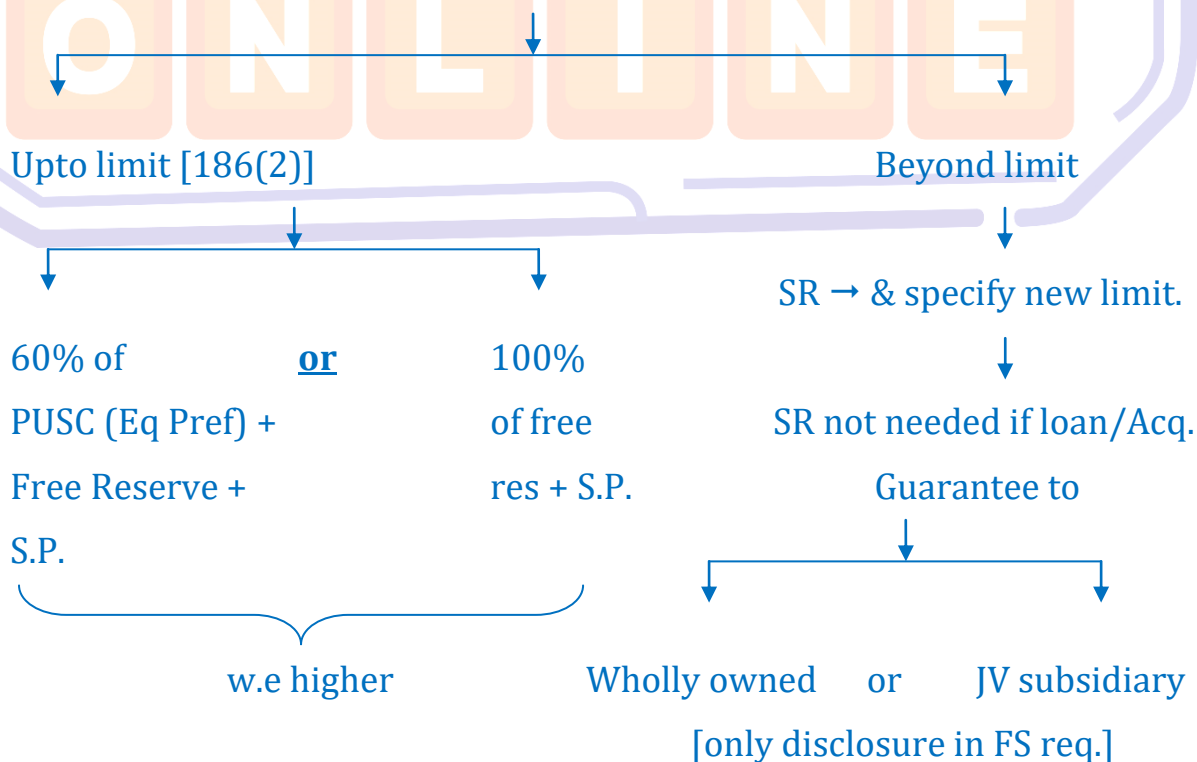 ONLINE
Upto limit [186(2)]
Beyond limit
60% of or 100%
PUSC (Eq Pref) + of free
Free Reserve + res + S.P.
S.P.
w.e higher
SR → & specify new limit.
SR not needed if loan/Acq.
Guarantee to
Wholly owned or JV subsidiary
[only disclosure in FS req.]